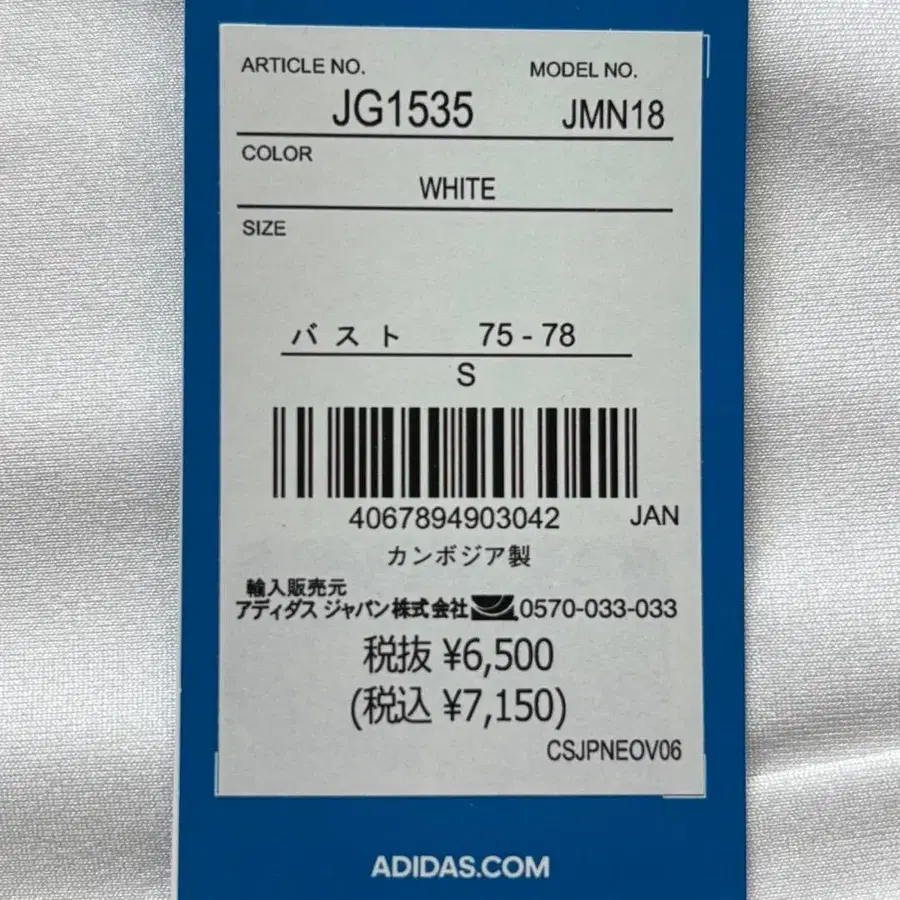 ARTICLE NO. MODEL NO.
JG1535 JMN18
COLOR
WHITE
SIZE
バスト 75 - 78
S
4067894903042 JAN
カンボジア製
輸入販売元
アディダス ジャパン株式会社 0570-033-033
税抜 ¥6,500
(税込 ¥7,150)
CSJPNEOV06
ADIDAS.COM